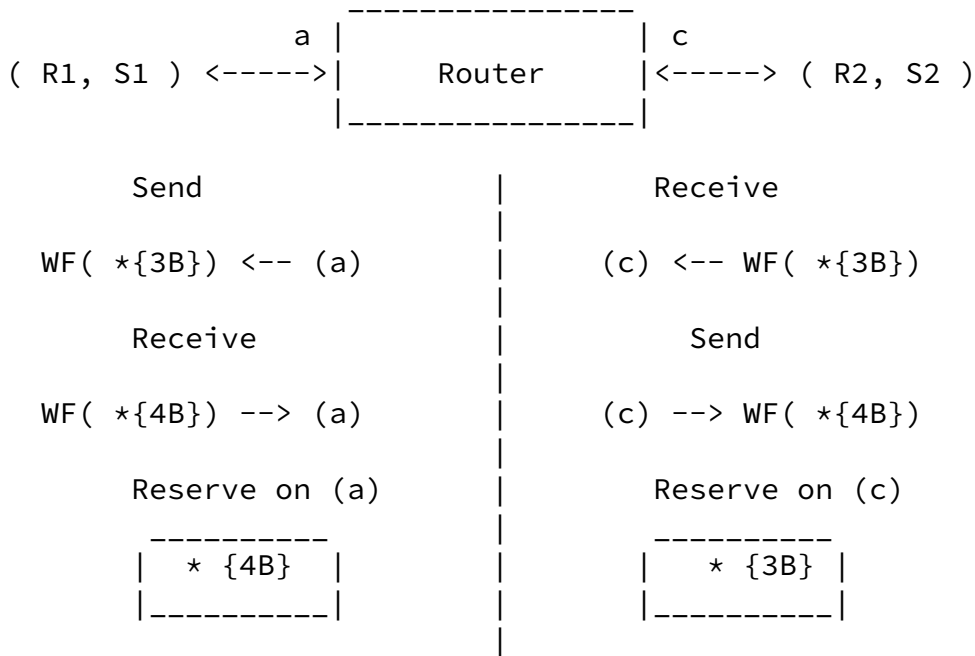 a c
( R1, S1 ) <-----> Router <-----> ( R2, S2 )
Send | Receive
WF( *{3B}) <-- (a) | (c) <-- WF( *{3B})
Receive | Send
WF( *{4B}) --> (a) | (c) --> WF( *{4B})
Reserve on (a) | Reserve on (c)
* {4B} | * {3B}